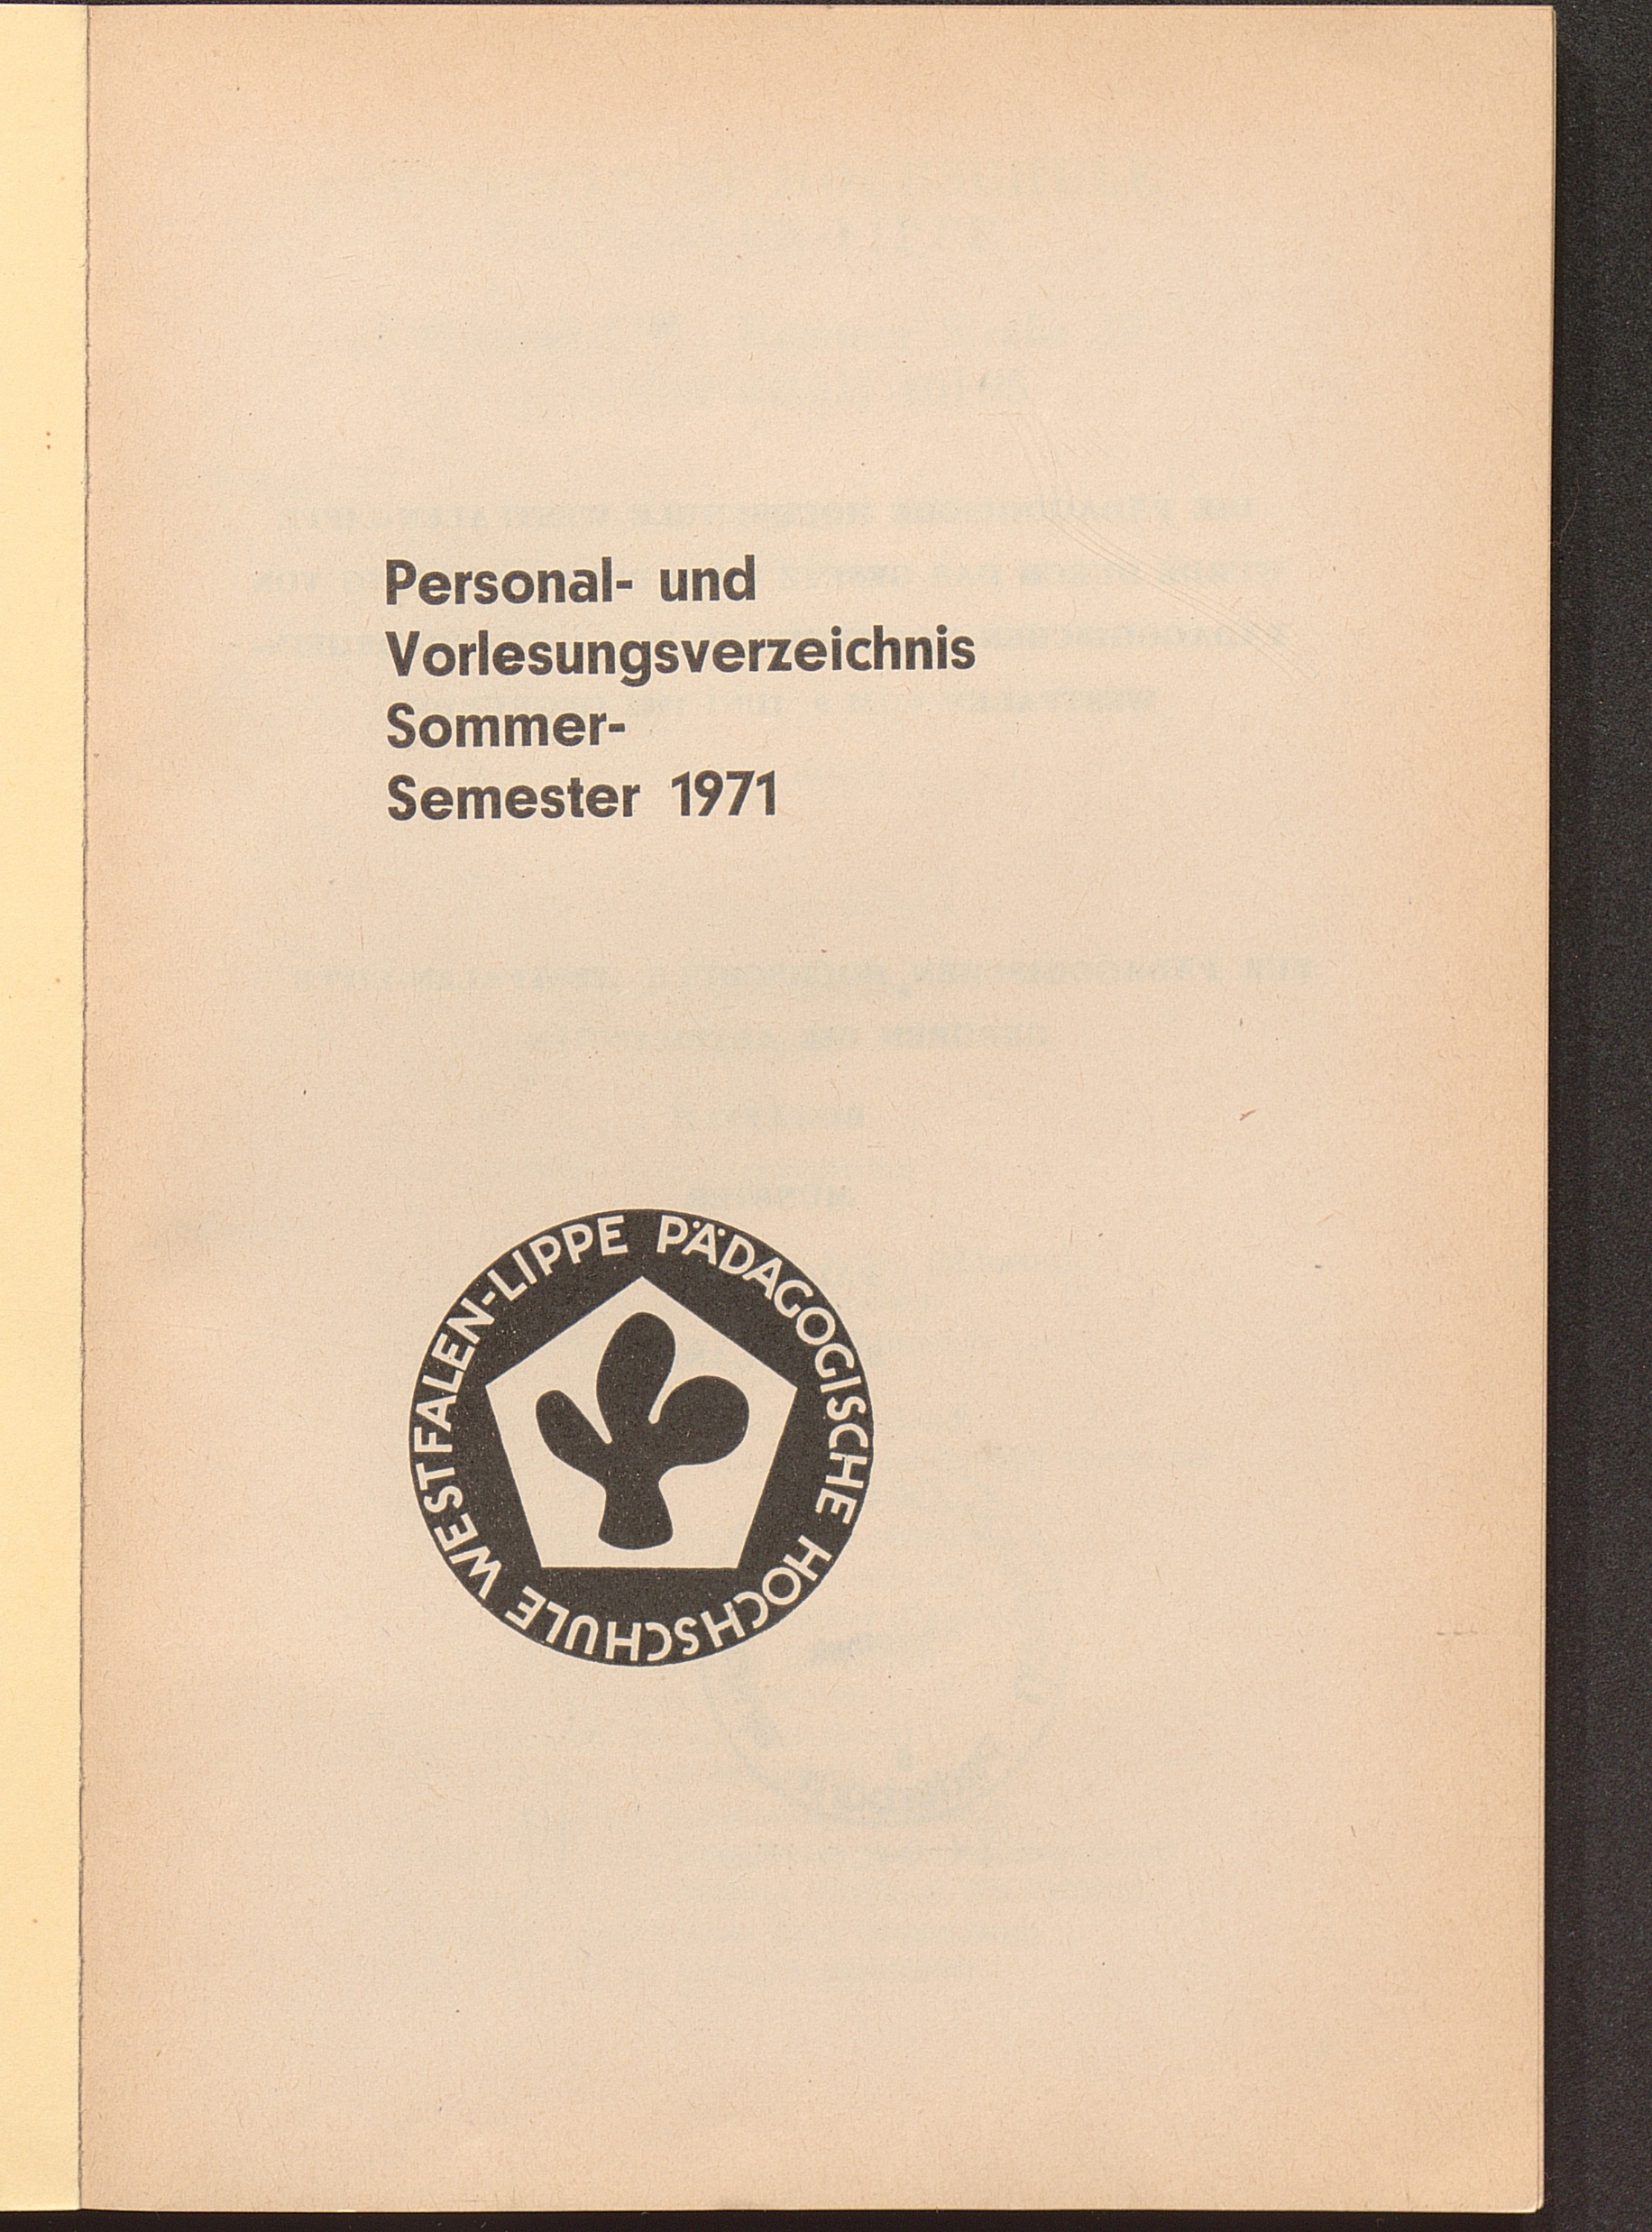 Personal- und
Vorlesungsverzeichnis
Sommer-
Semester 1971
PÄDAGOGISCHE HOCHSCHULE WESTFALEN-LIPPE